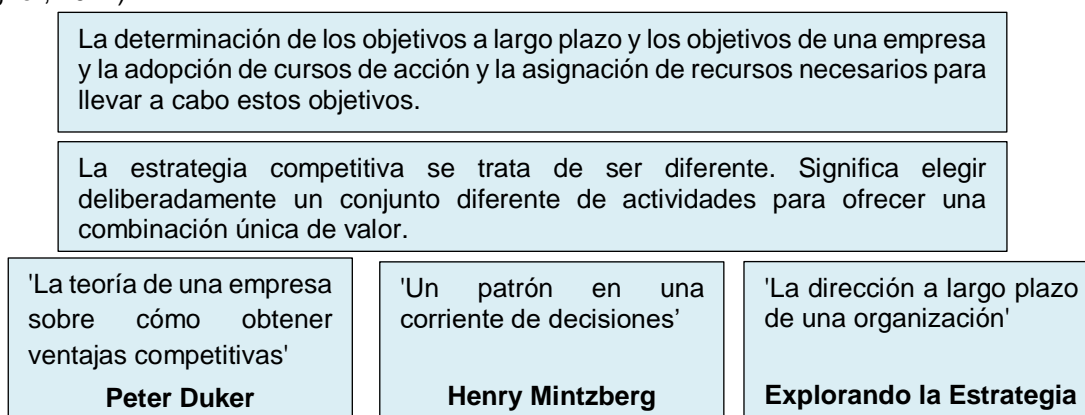 La determinación de los objetivos a largo plazo y los objetivos de una empresa
y la adopción de cursos de acción y la asignación de recursos necesarios para
llevar a cabo estos objetivos.
La estrategia competitiva se trata de ser diferente. Significa elegir
deliberadamente un conjunto diferente de actividades para ofrecer una
combinación única de valor.
'La teoría de una empresa
sobre cómo obtener
ventajas competitivas'
Peter Duker
'Un patrón en una
corriente de decisiones’
Henry Mintzberg
'La dirección a largo plazo
de una organización'
Explorando la Estrategia